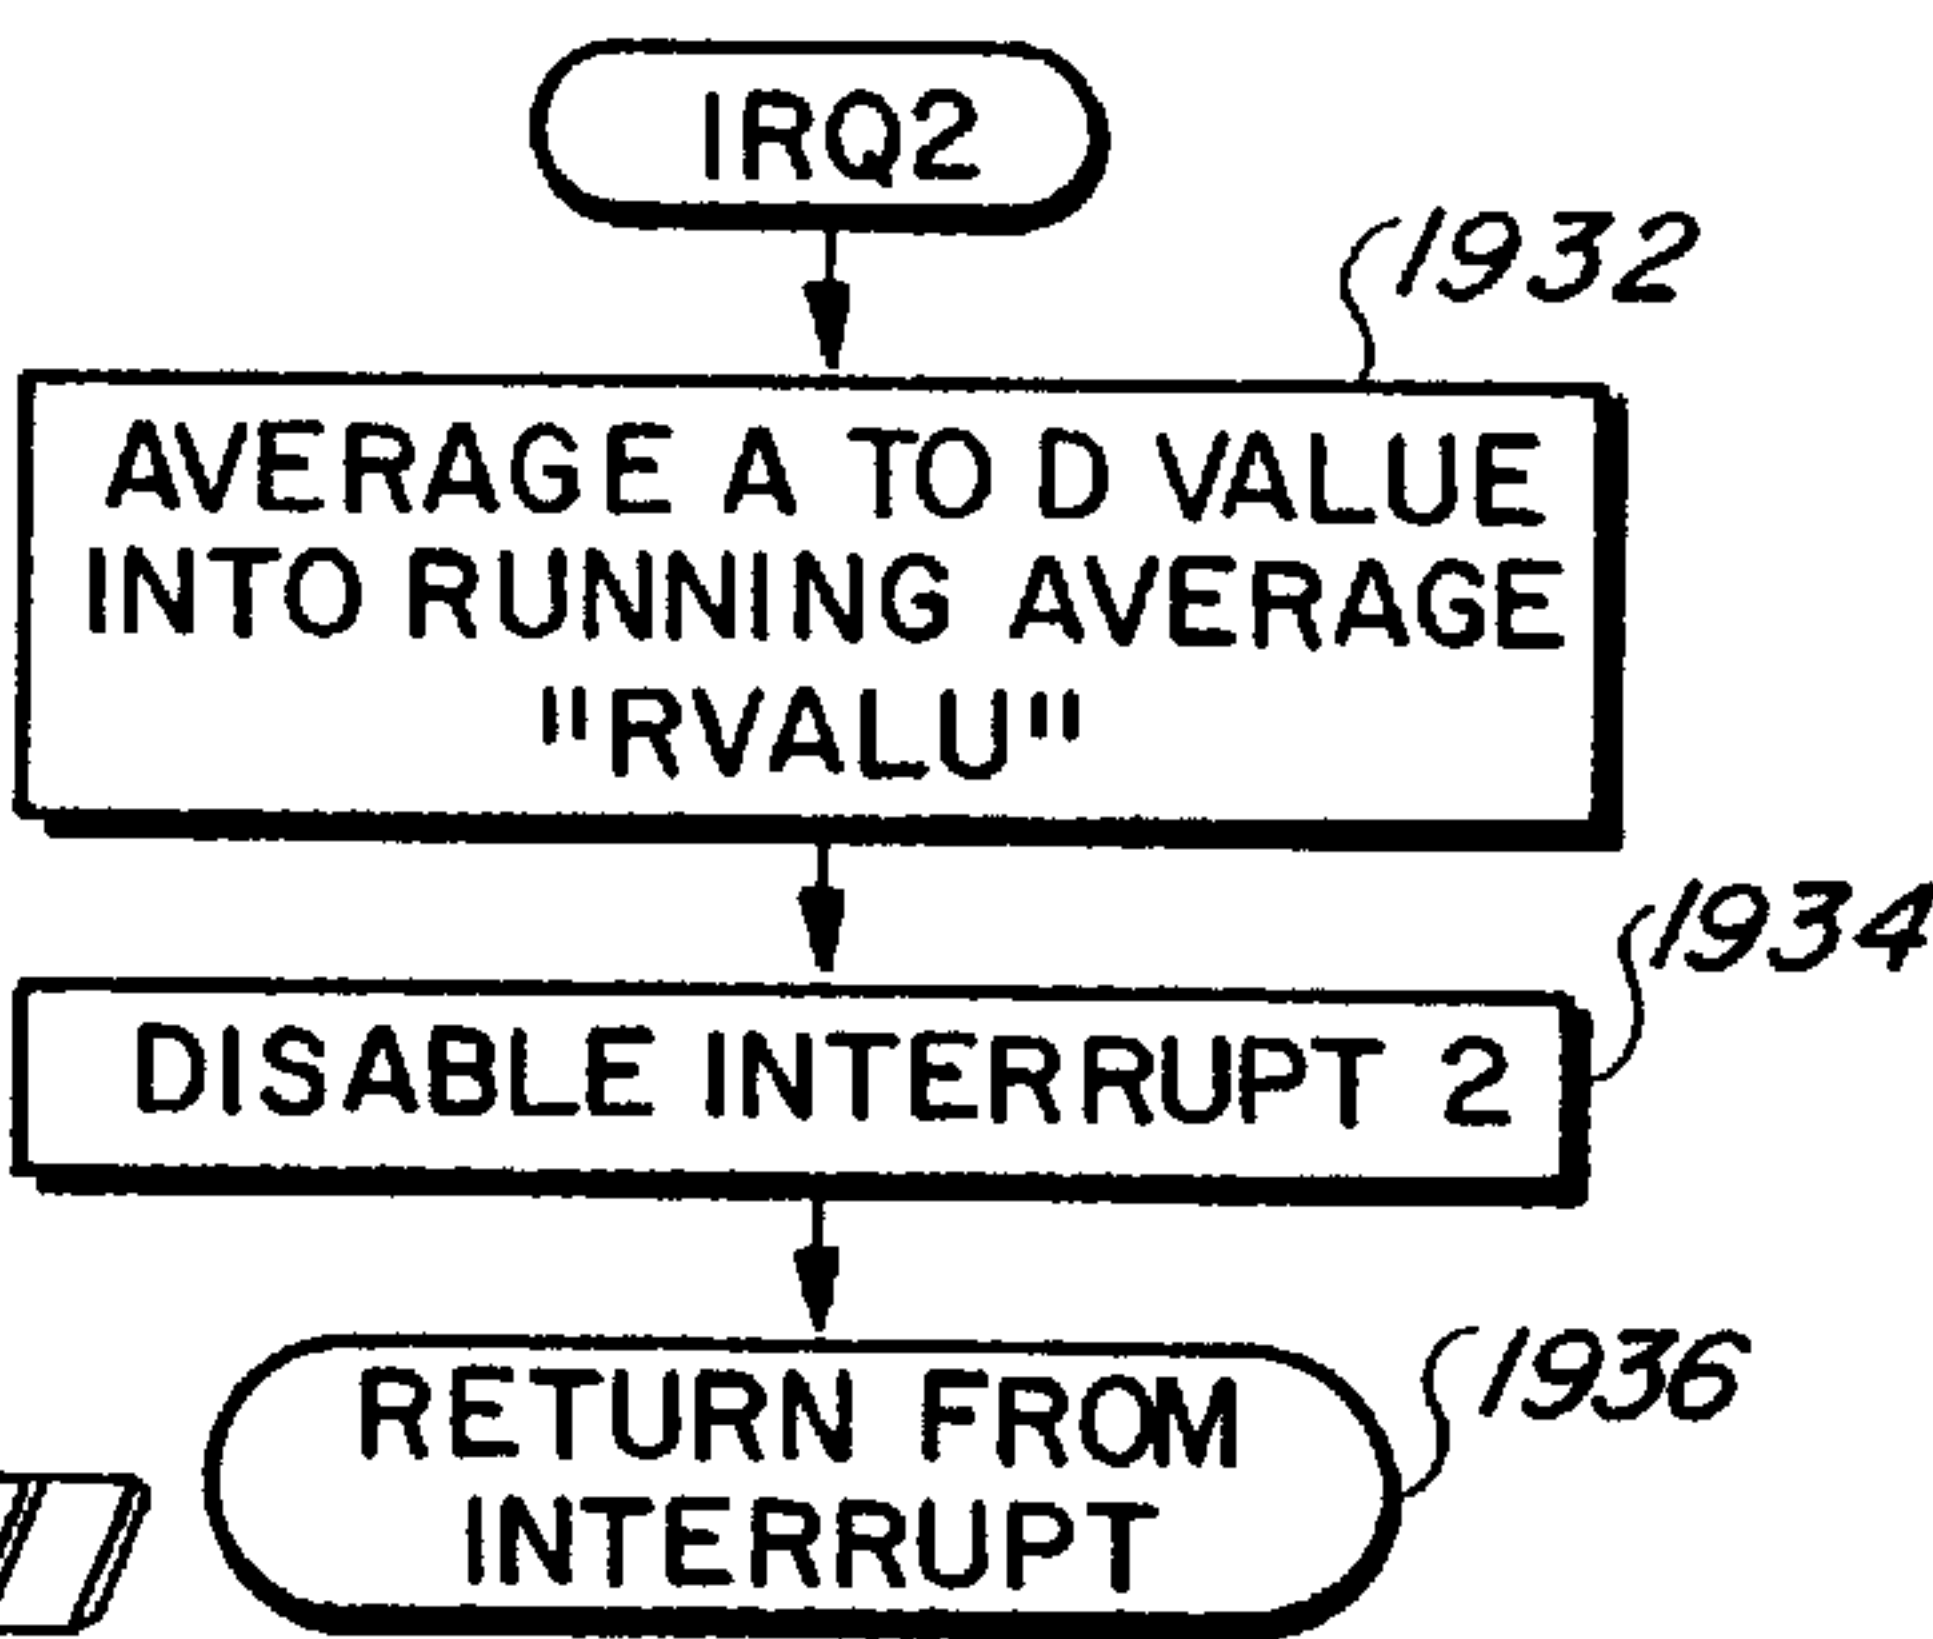 IRQ2
1932
AVERAGE A TO D VALUE
INTO RUNNING AVERAGE
"RVALU"
1934
DISABLE INTERRUPT 2
1936
RETURN FROM
INTERRUPT